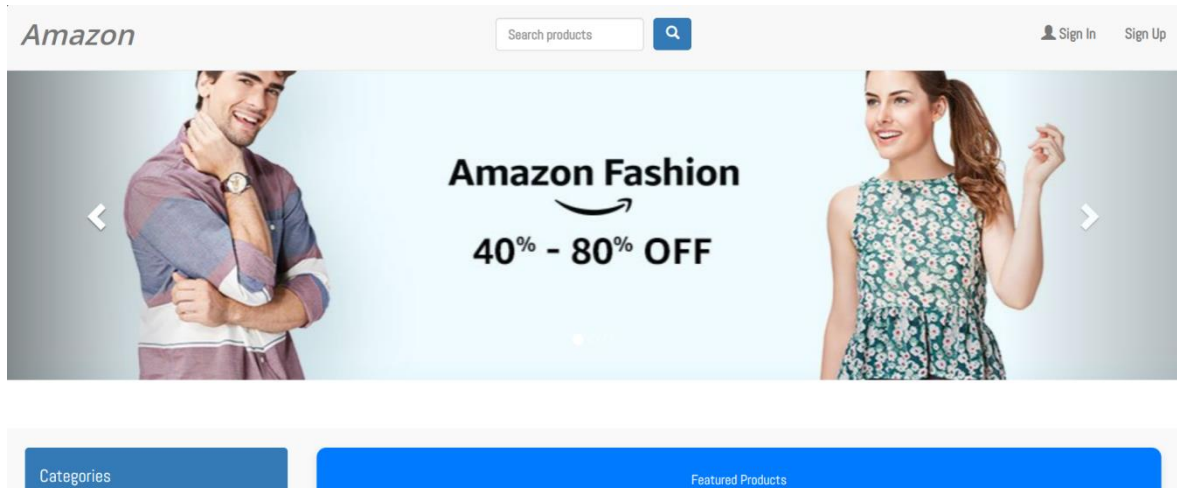 Amazon
Search products
Sign In
Sign Up
Amazon Fashion
40% - 80% OFF
Categories
Featured Products